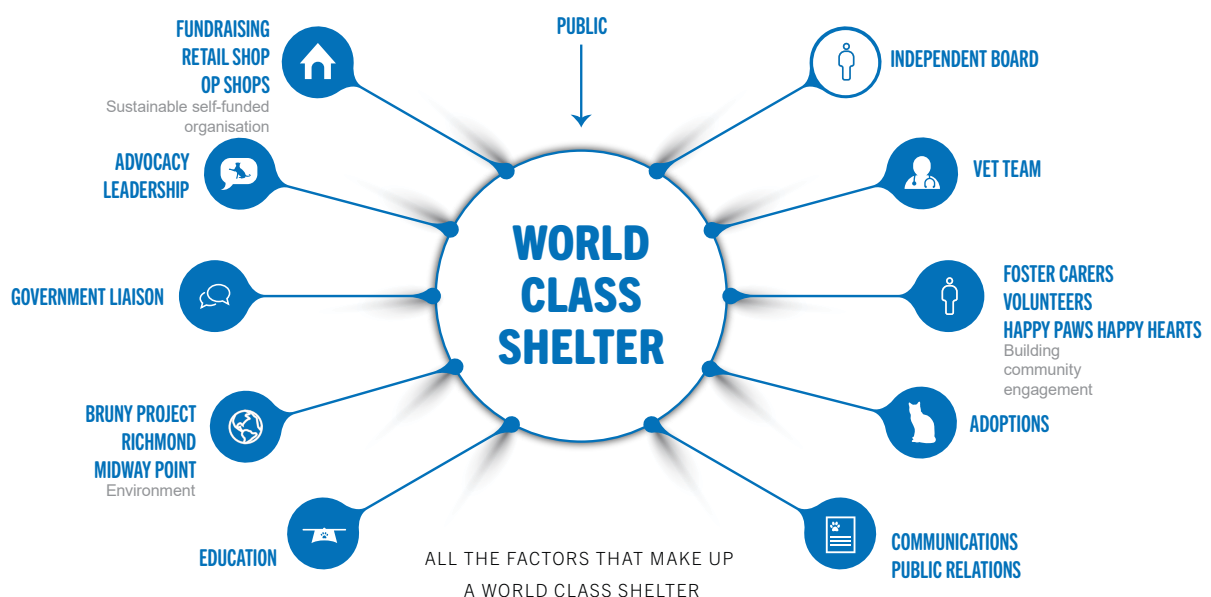 PUBLIC
FUNDRAISING
RETAIL SHOP
OP SHOPS
Sustainable self-funded
organisation
ADVOCACY
LEADERSHIP
GOVERNMENT LIAISON
BRUNY PROJECT
RICHMOND
MIDWAY POINT
Environment
EDUCATION
WORLD
CLASS
SHELTER
INDEPENDENT BOARD
VET TEAM
FOSTER CARERS
VOLUNTEERS
HAPPY PAWS HAPPY HEARTS
Building
community
engagement
ADOPTIONS
COMMUNICATIONS
PUBLIC RELATIONS
ALL THE FACTORS THAT MAKE UP
A WORLD CLASS SHELTER